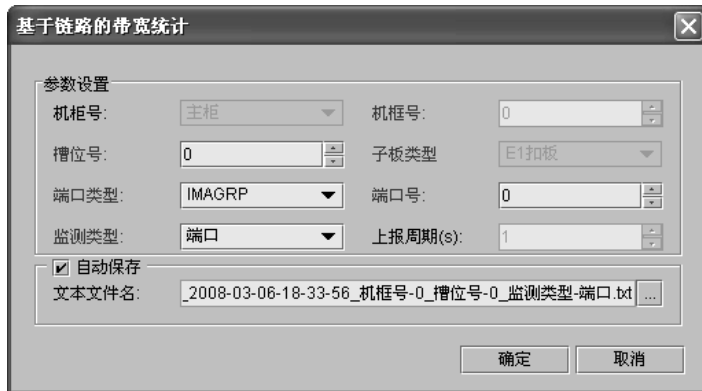 基于链路的带宽统计
参数设置
机柜号: 主柜 机框号: 0
槽位号: 0 子板类型 E1扣板
端口类型: IMAGRP 端口号: 0
监测类型: 端口 上报周期(s): 1
自动保存
文本文件名: _2008-03-06-18-33-56_机框号-0_槽位号-0_监测类型-端口.txt ...
确定 取消